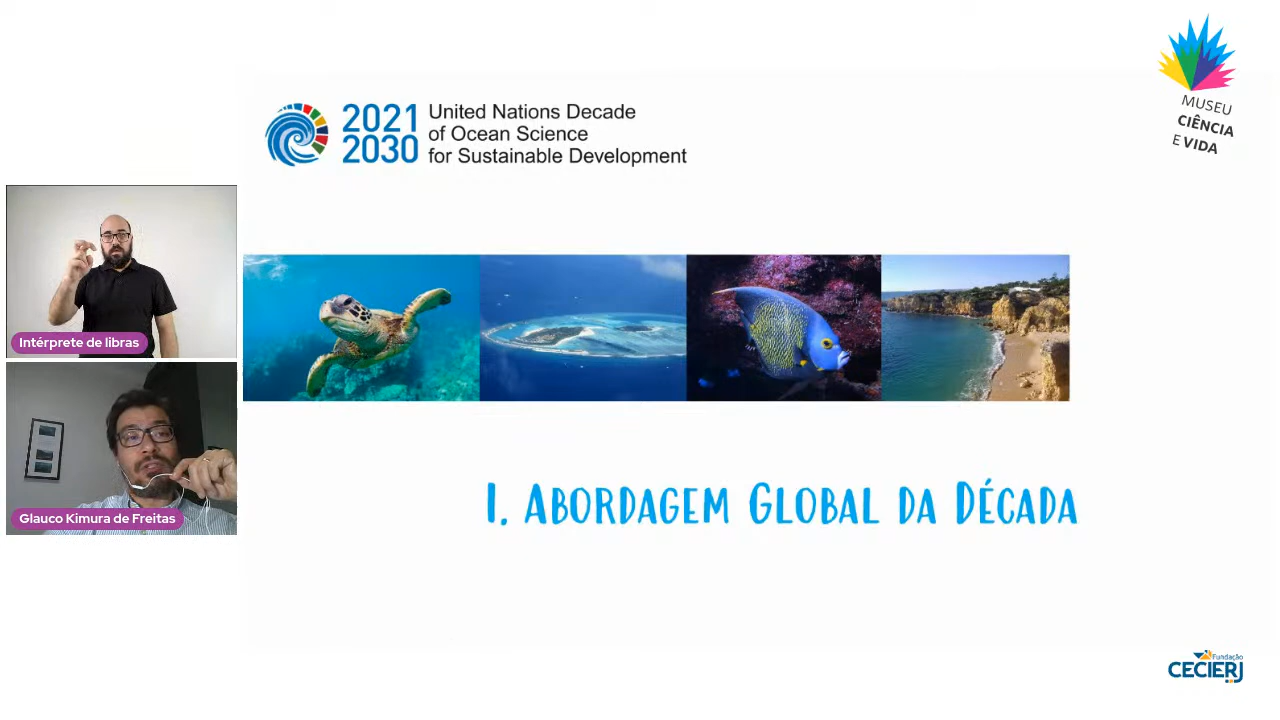 2021
2030
United Nations Decade
of Ocean Science
for Sustainable Development
MUSEU
CIÊNCIA
E VIDA
Intérprete de libras
Glauco Kimura de Freitas
I. ABORDAGEM GLOBAL DA DÉCADA
Fundação
CECIERJ